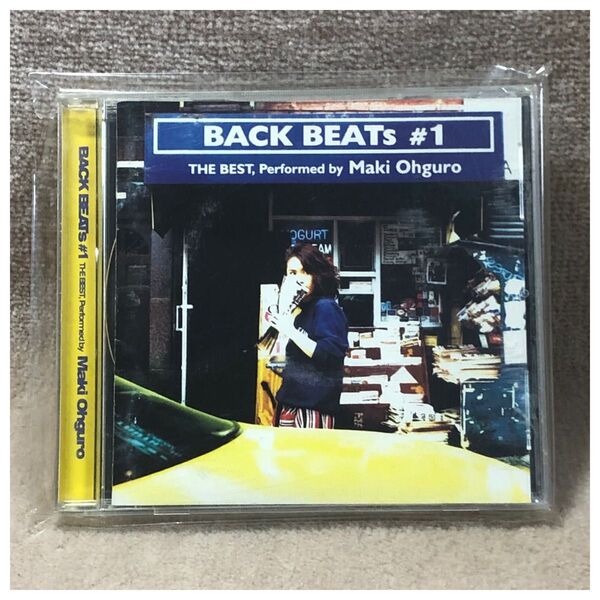 BACK BEATs #1
THE BEST, Performed by Maki Ohguro
BACK BEATs #1 THE BEST, Performed by Maki Ohguro
OGURT